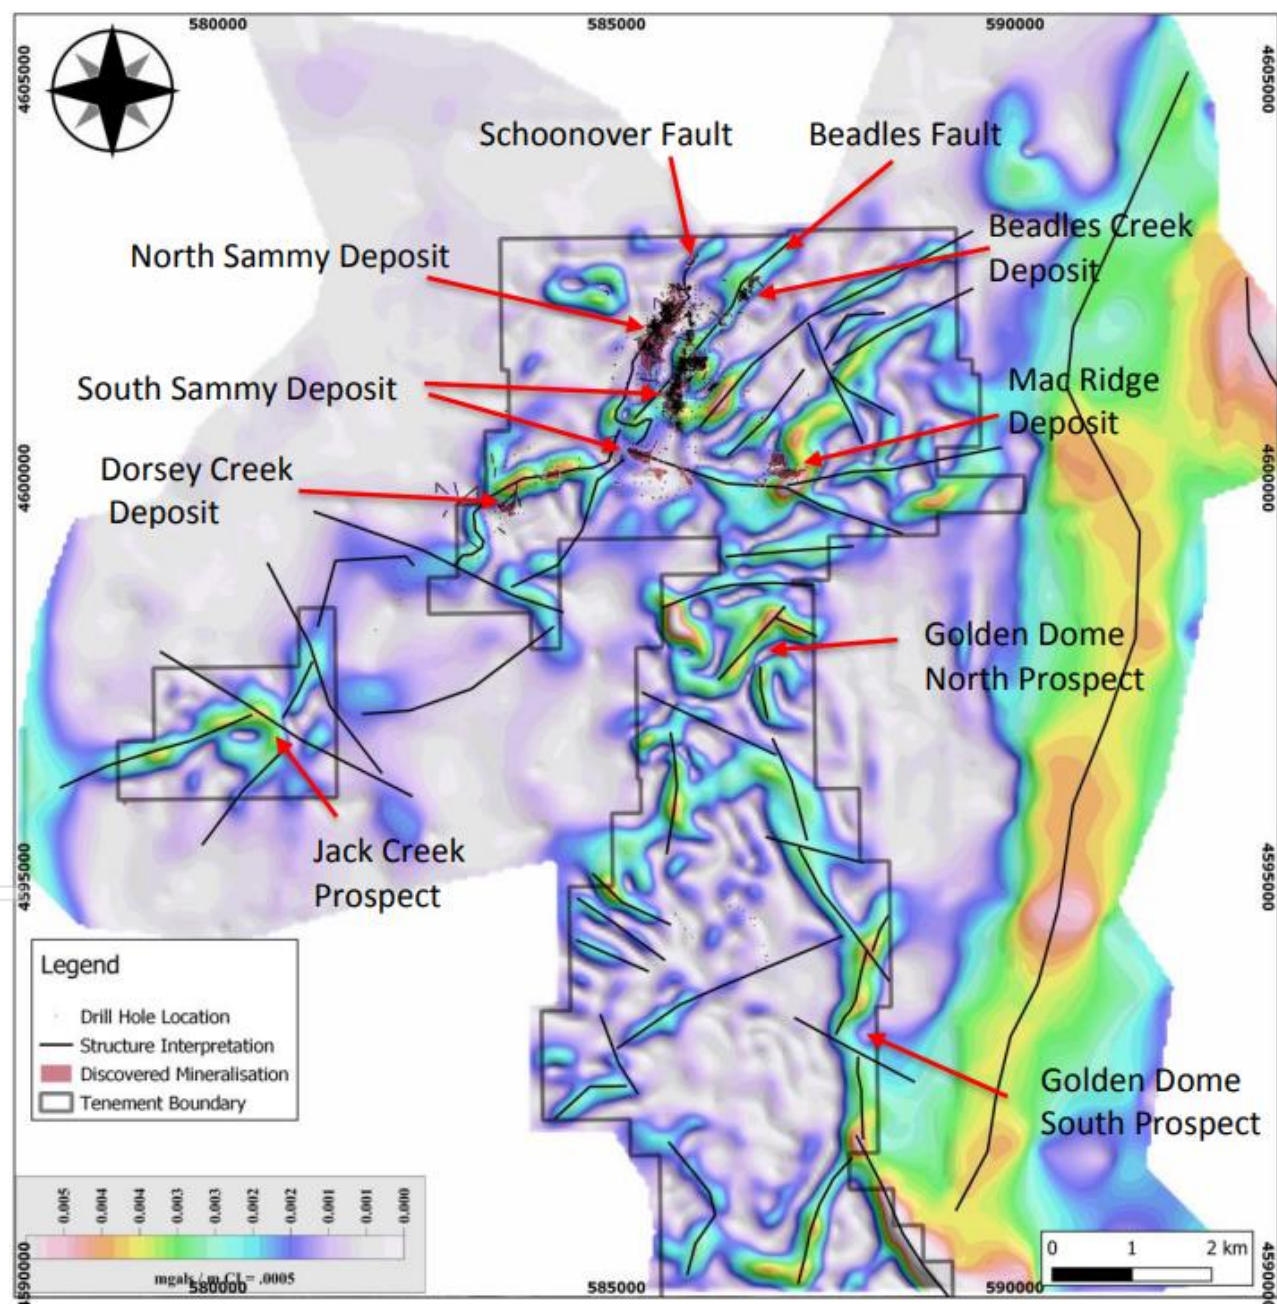 580000
585000
590000
4605000
4605000
Schoonover Fault
Beadles Fault
Beadles Creek
Deposit
North Sammy Deposit
South Sammy Deposit
Mac Ridge
Deposit
Dorsey Creek
Deposit
4600000
4600000
Golden Dome
North Prospect
Jack Creek
Prospect
4595000
4595000
Legend
Drill Hole Location
Structure Interpretation
Discovered Mineralisation
Tenement Boundary
Golden Dome
South Prospect
0.005
0.004
0.004
0.003
0.003
0.002
0.002
0.001
0.001
0.000
mgals / m CI = .0005
0 1 2 km
4590000
4590000
580000
585000
590000